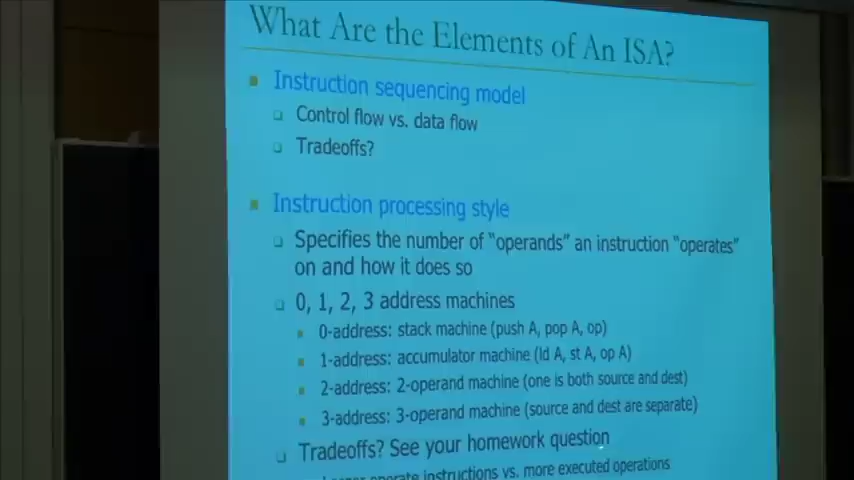 What Are the Elements of An ISA?
Instruction sequencing model
Control flow vs. data flow
Tradeoffs?
Instruction processing style
Specifies the number of "operands" an instruction "operates"
on and how it does so
0, 1, 2, 3 address machines
0-address: stack machine (push A, pop A, op)
1-address: accumulator machine (ld A, st A, op A)
2-address: 2-operand machine (one is both source and dest)
3-address: 3-operand machine (source and dest are separate)
Tradeoffs? See your homework question
operate instructions vs. more executed operations